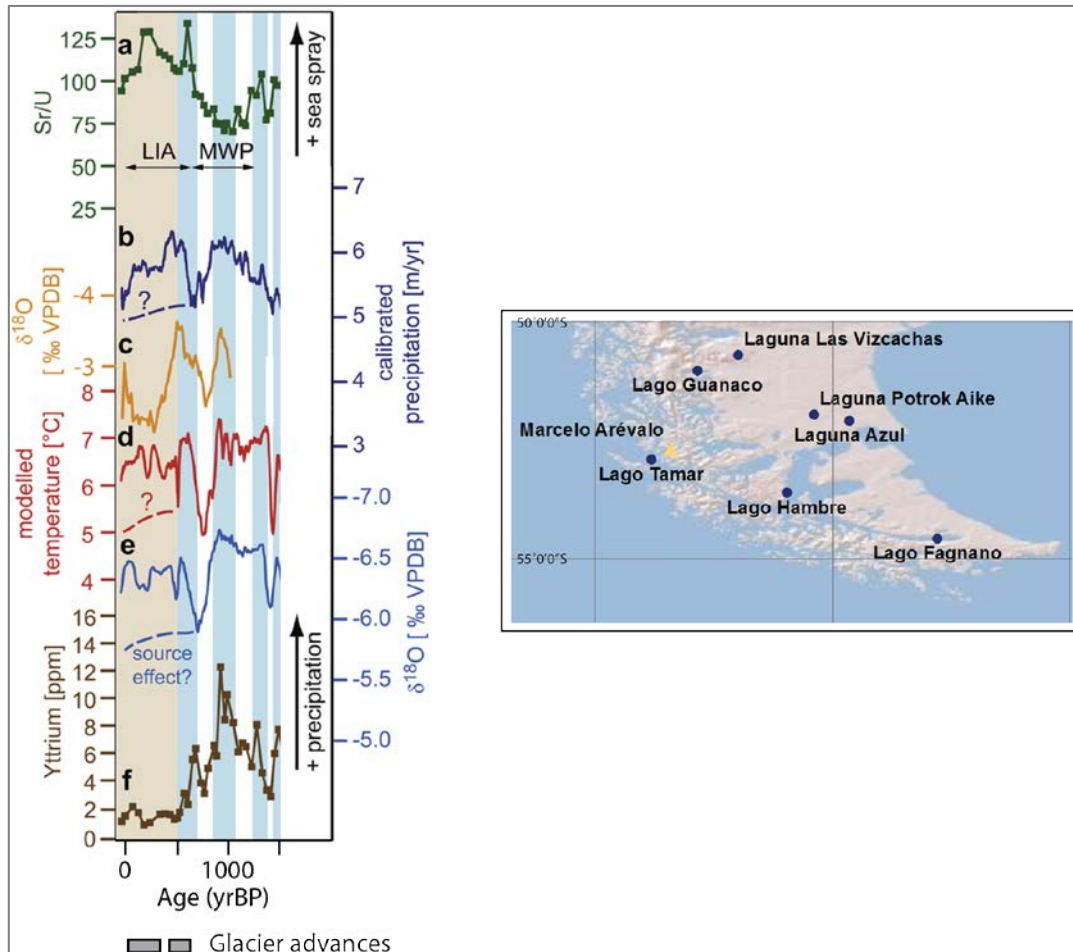 a
125
100
75
50
25
Sr/U
+ sea spray
LIA
MWP
b
7
6
5
4
3
calibrated
precipitation [m/yr]
?
c
-4
-3
δ18O
[ ‰ VPDB]
d
8
7
6
5
4
modelled
temperature [°C]
?
e
-7.0
-6.5
-6.0
-5.5
-5.0
δ18O [ ‰ VPDB]
source
effect?
f
16
14
12
10
8
6
4
2
0
Yttrium [ppm]
+ precipitation
0
1000
Age (yrBP)
Glacier advances
50°0'0"S
Laguna Las Vizcachas
Lago Guanaco
Laguna Potrok Aike
Laguna Azul
Marcelo Arévalo
Lago Tamar
Lago Hambre
Lago Fagnano
55°0'0"S